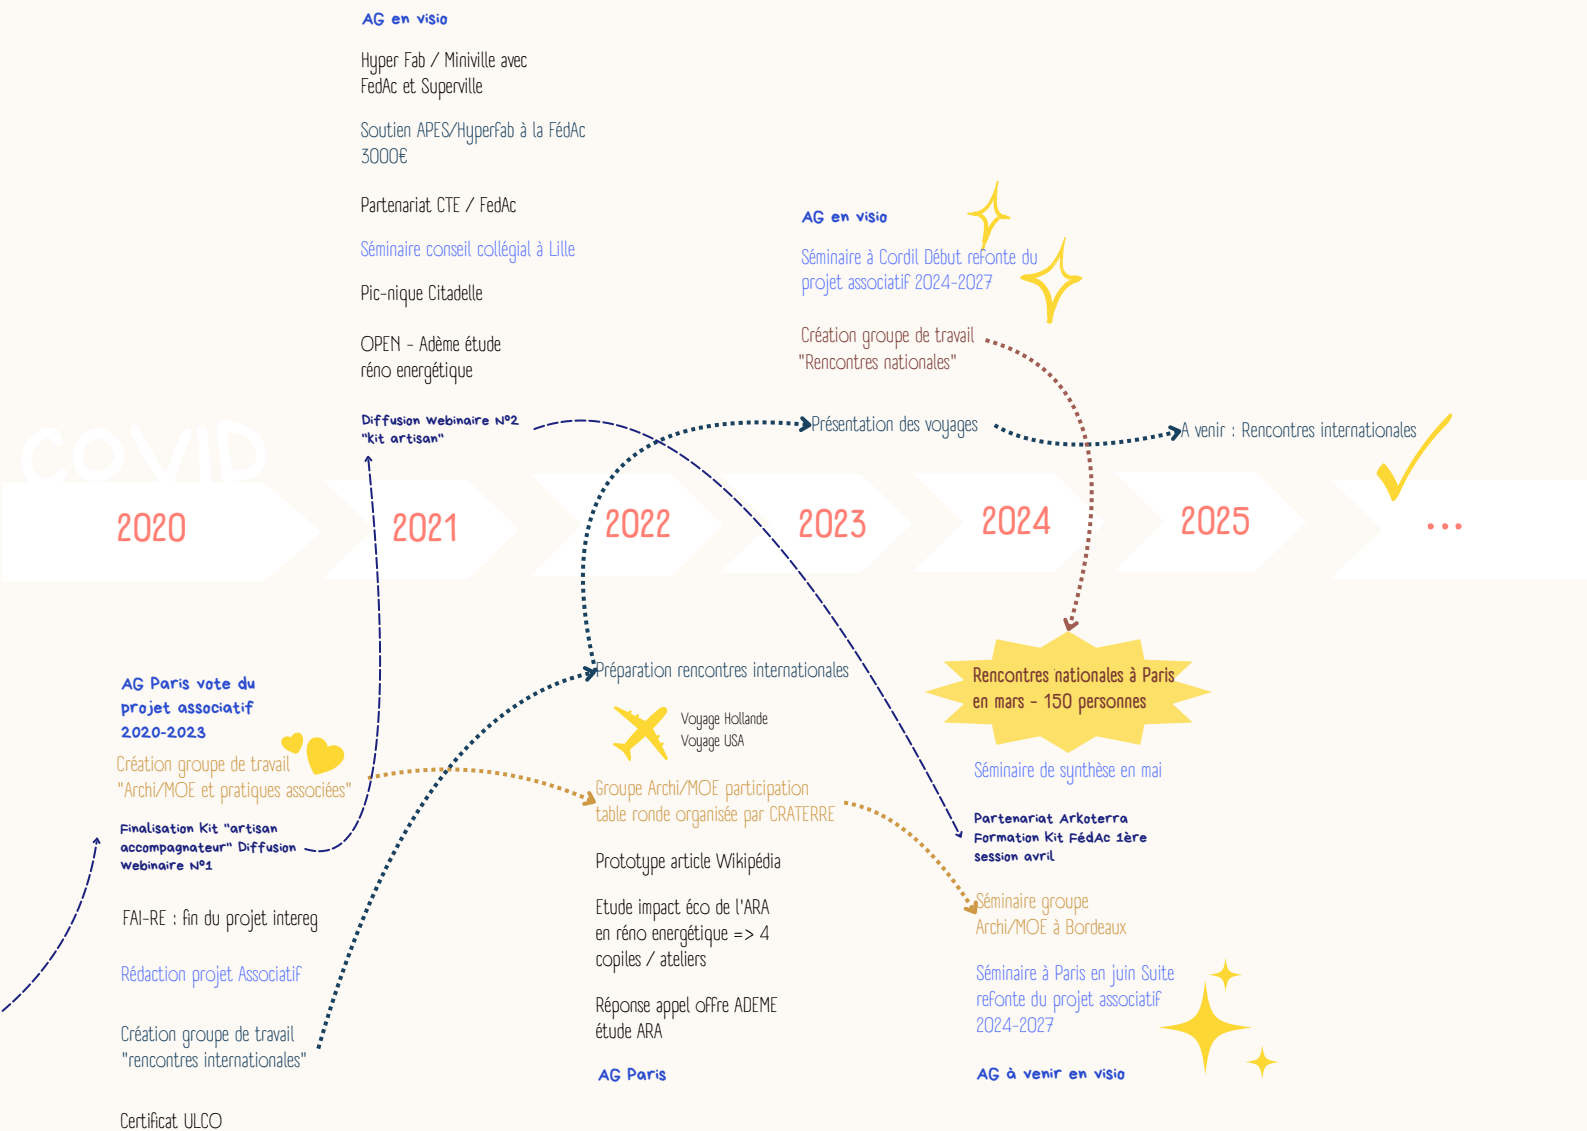 AG en visio
Hyper Fab / Miniville avec
FedAc et Superville
Soutien APES/Hyperfab à la FédAc
3000€
Partenariat CTE / FedAc
Séminaire conseil collégial à Lille
Pic-nique Citadelle
OPEN - Adème étude
réno energétique
Diffusion Webinaire N°2
"kit artisan"
AG en visio
Séminaire à Cordil Début refonte du
projet associatif 2024-2027
Création groupe de travail
"Rencontres nationales"
Présentation des voyages
A venir : Rencontres internationales
COVID
2020
2021
2022
2023
2024
2025
...
AG Paris vote du
projet associatif
2020-2023
Création groupe de travail
"Archi/MOE et pratiques associées"
Finalisation Kit "artisan
accompagnateur" Diffusion
Webinaire N°1
FAI-RE : fin du projet intereg
Rédaction projet Associatif
Création groupe de travail
"rencontres internationales"
Certificat ULCO
Préparation rencontres internationales
Voyage Hollande
Voyage USA
Groupe Archi/MOE participation
table ronde organisée par CRATERRE
Prototype article Wikipédia
Etude impact éco de l'ARA
en réno energétique => 4
copiles / ateliers
Réponse appel offre ADEME
étude ARA
AG Paris
Rencontres nationales à Paris
en mars - 150 personnes
Séminaire de synthèse en mai
Partenariat Arkoterra
Formation Kit FédAc 1ère
session avril
Séminaire groupe
Archi/MOE à Bordeaux
Séminaire à Paris en juin Suite
refonte du projet associatif
2024-2027
AG à venir en visio